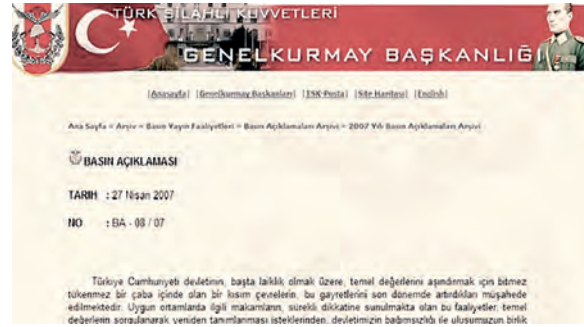 TÜRK SİLAHLI KUVVETLERİ
GENELKURMAY BAŞKANLIĞI
|Anasayfa| |Genelkurmay Baskanları| |TSK-Posta| |Site Haritası| |English|
Ana Sayfa » Arşiv » Basın Yayın Faaliyetleri » Basın Açıklamaları Arşivi » 2007 Yılı Basın Açıklamaları Arşivi
BASIN AÇIKLAMASI
TARİH : 27 Nisan 2007
NO : BA - 08 / 07
Türkiye Cumhuriyeti devletinin, başta laiklik olmak üzere, temel değerlerini aşındırmak için bitmez
tükenmez bir çaba içinde olan bir kısım çevrelerin, bu gayretlerini son dönemde artırdıkları müşahede
edilmektedir. Uygun ortamlarda ilgili makamların, sürekli dikkatine sunulmakta olan bu faaliyetler, temel
değerlerin sorgulanarak yeniden tanımlanması isteklerinden, devletimizin bağımsızlığı ile ulusumuzun birlik